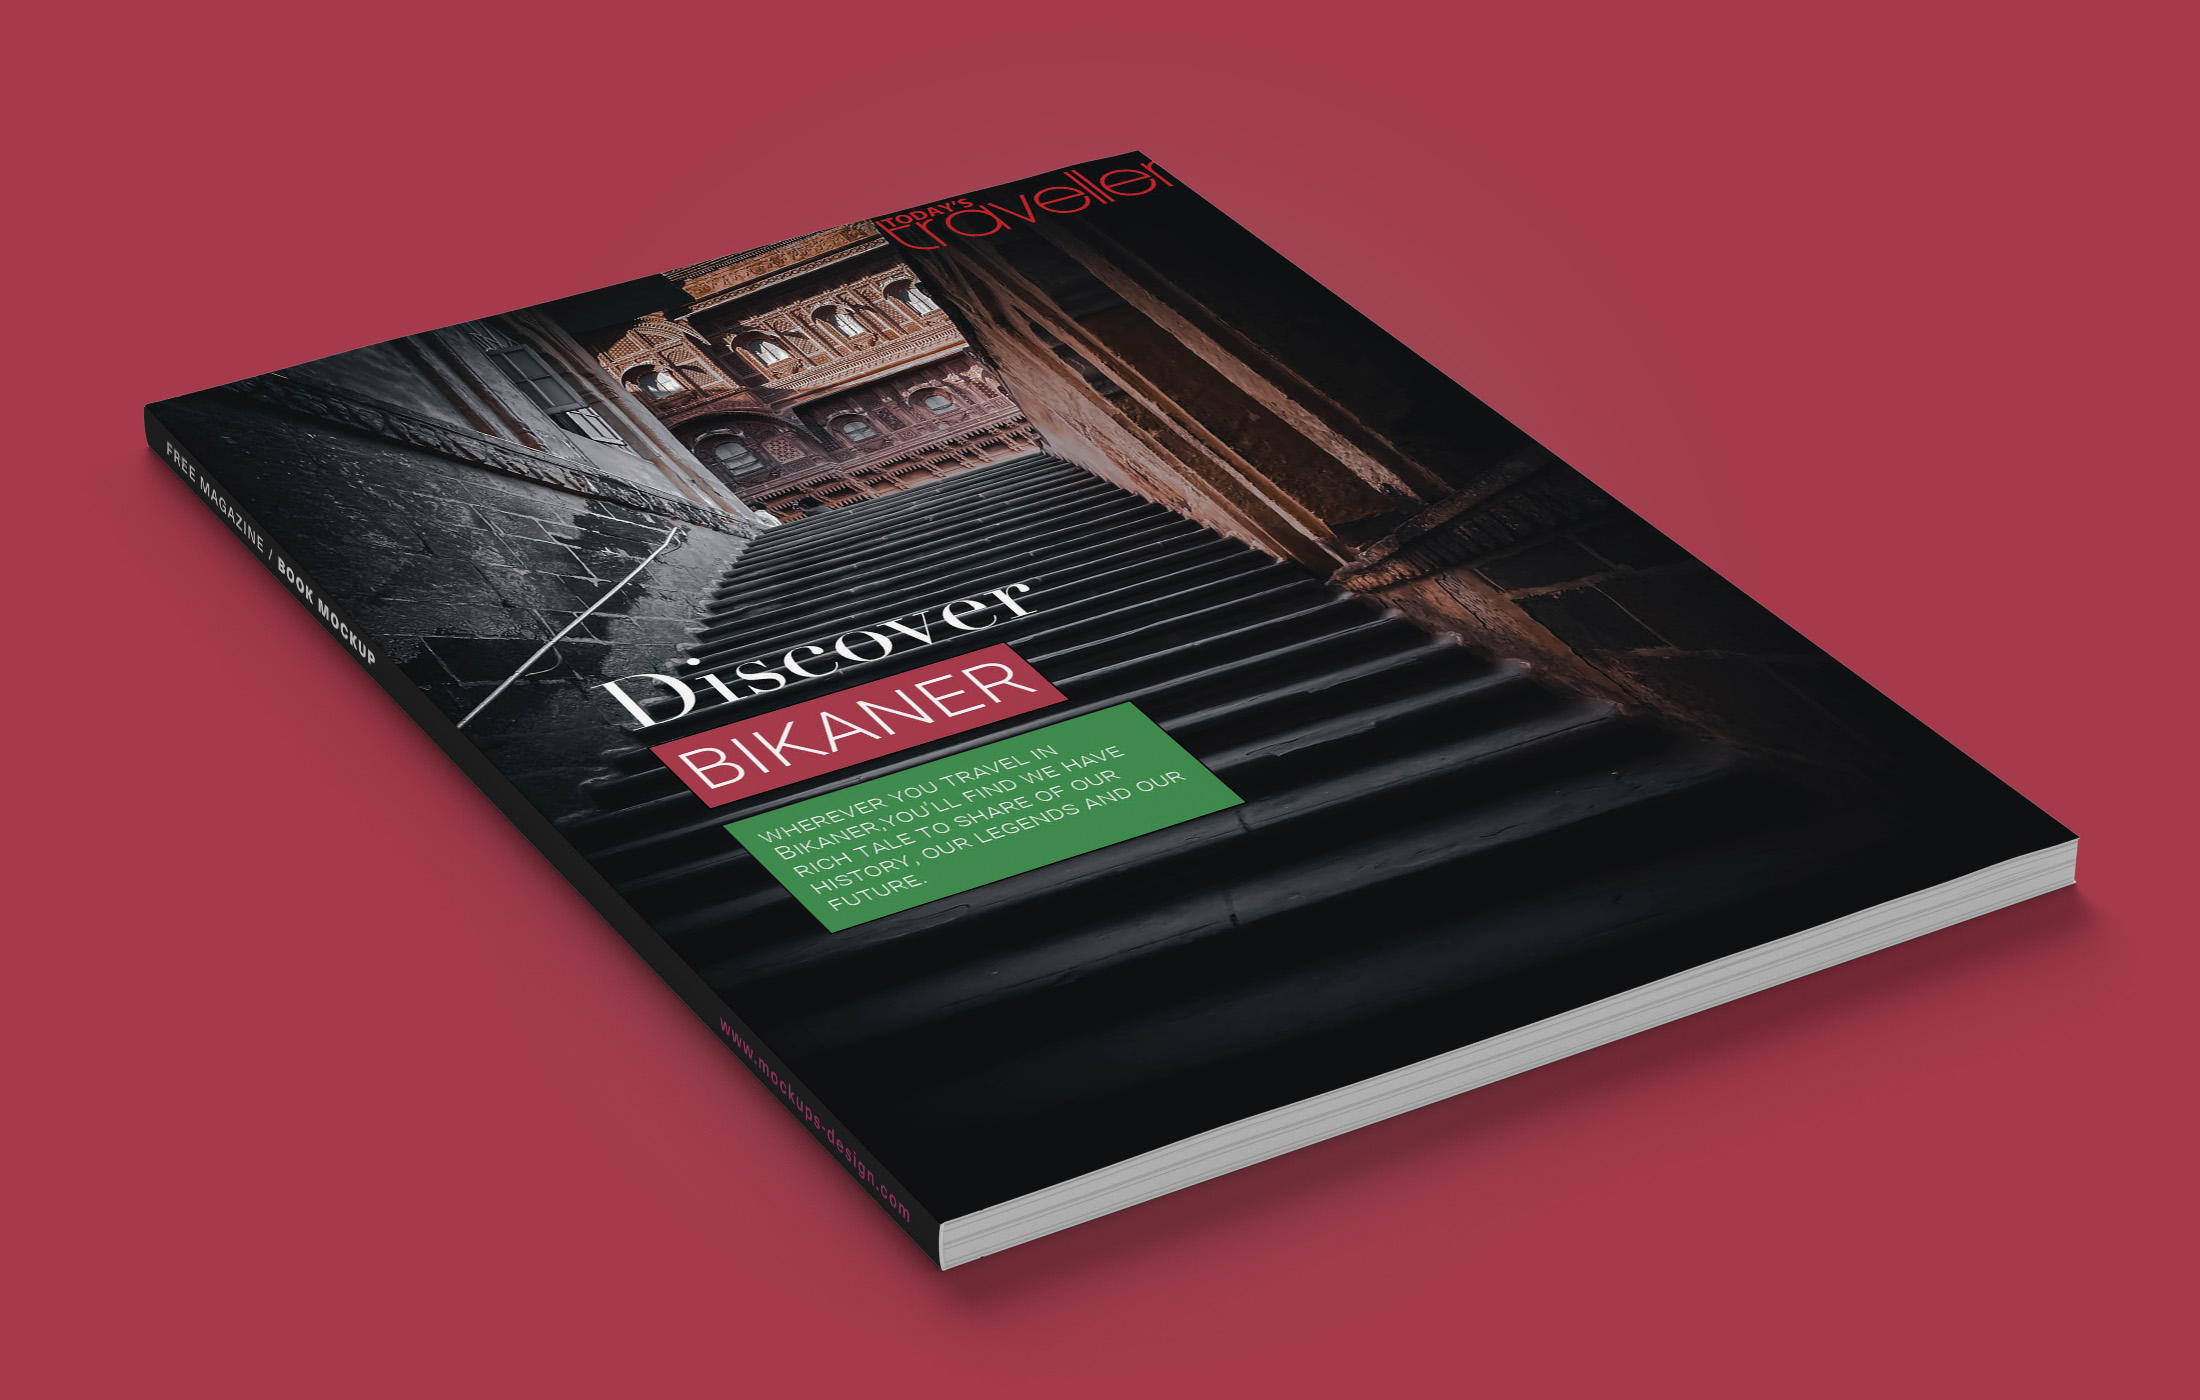 TODAY'S
traveller
Discover
BIKANER
WHEREVER YOU TRAVEL IN
BIKANER,YOU'LL FIND WE HAVE
RICH TALE TO SHARE OF OUR
HISTORY, OUR LEGENDS AND OUR
FUTURE.
FREE MAGAZINE / BOOK MOCKUP
www.mockups-design.com